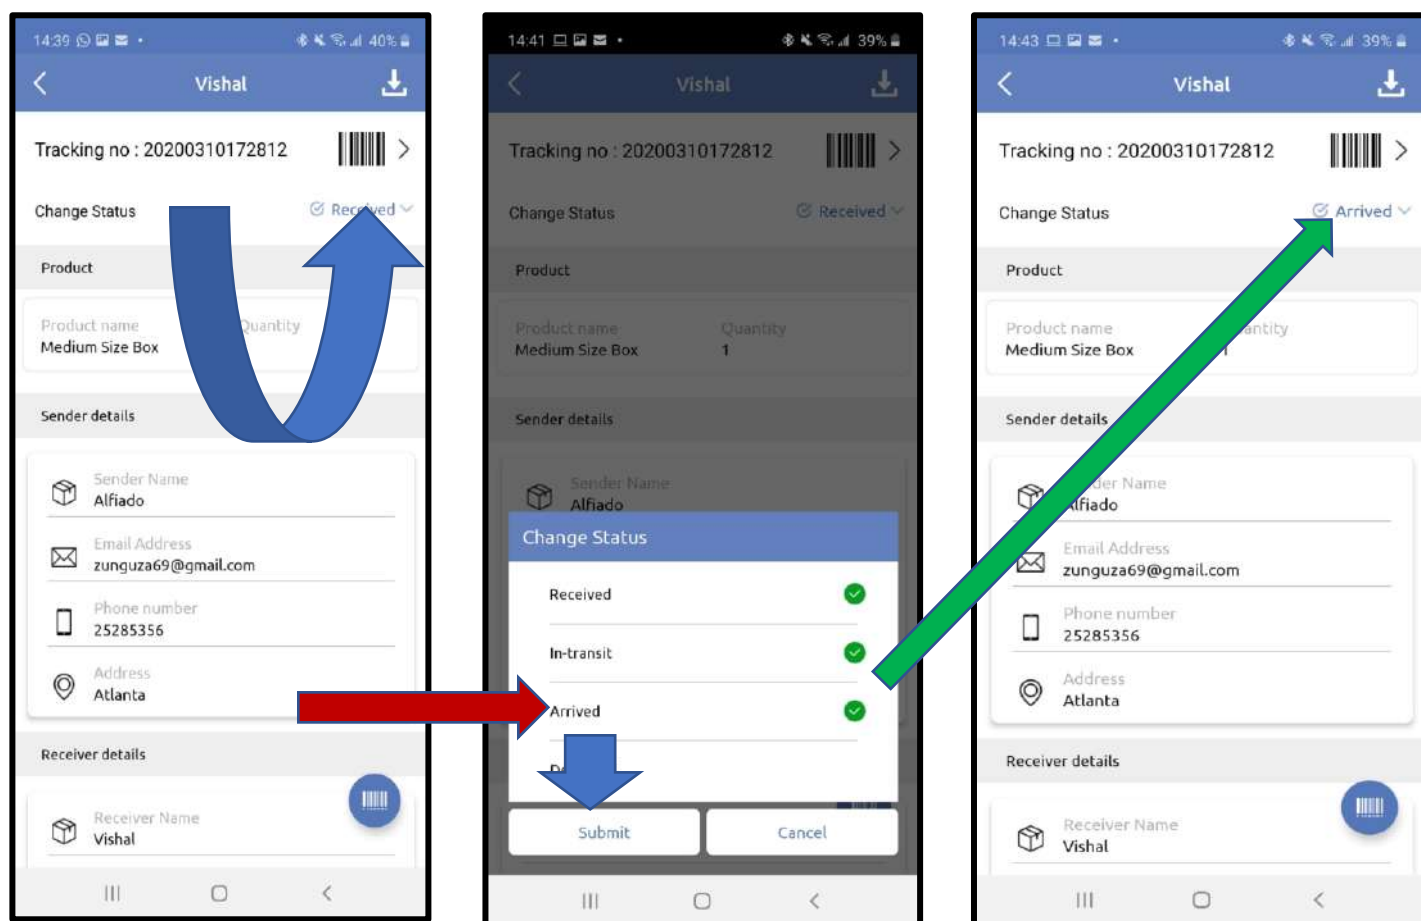 14:39
40%
Vishal
Tracking no : 20200310172812
Change Status
Received
Product
Product name
Quantity
Medium Size Box
Sender details
Sender Name
Alfiado
Email Address
zunguza69@gmail.com
Phone number
25285356
Address
Atlanta
Receiver details
Receiver Name
Vishal
14:41
39%
Vishal
Tracking no : 20200310172812
Change Status
Received
Product
Product name
Quantity
Medium Size Box
1
Sender details
Sender Name
Alfiado
Change Status
Received
In-transit
Arrived
Submit
Cancel
14:43
39%
Vishal
Tracking no : 20200310172812
Change Status
Arrived
Product
Product name
Medium Size Box
Sender details
Name
Alfiado
Email Address
zunguza69@gmail.com
Phone number
25285356
Address
Atlanta
Receiver details
Receiver Name
Vishal